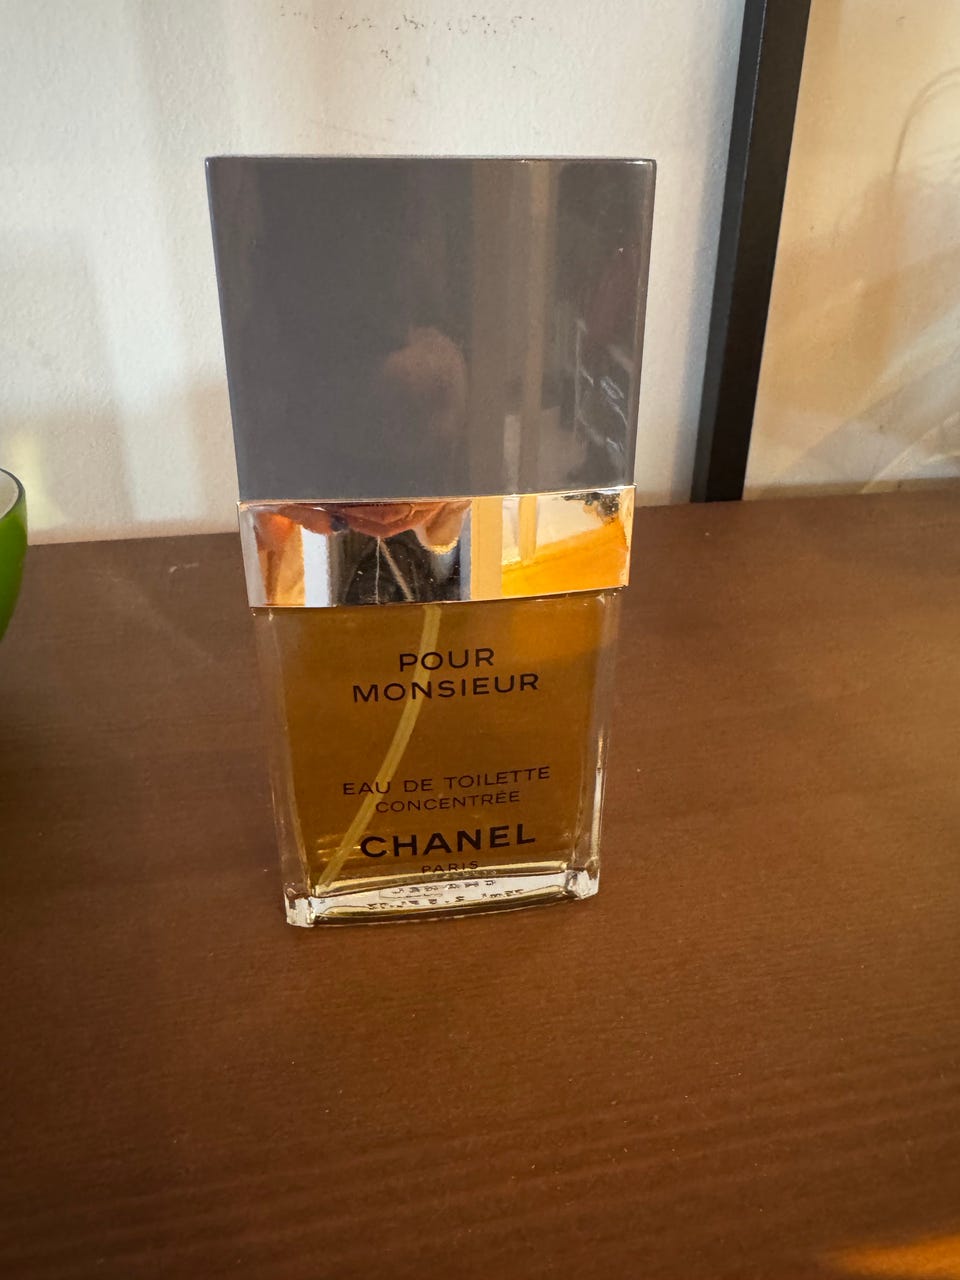 POUR
MONSIEUR
EAU DE TOILETTE
CONCENTRÉE
CHANEL
PARIS